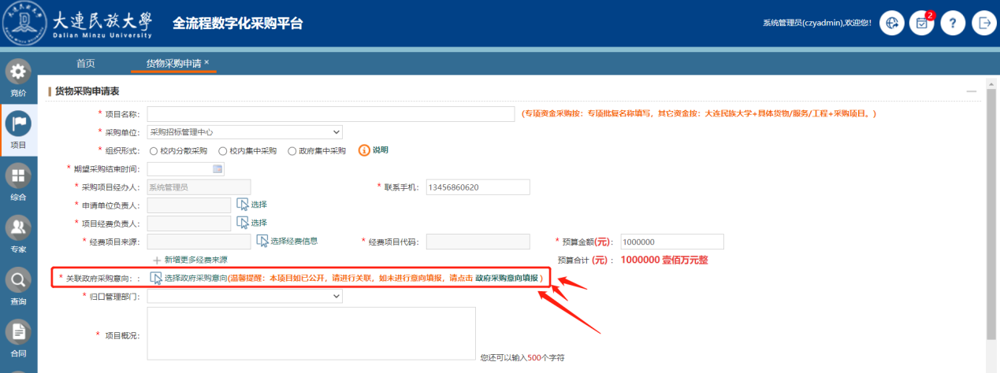 大連民族大學
Dalian Minzu University
全流程数字化采购平台
系统管理员(czyadmin),欢迎您!
2
?
首页
货物采购申请 ×
竞价
项目
综合
专家
查询
合同
货物采购申请表
* 项目名称:
(专项资金采购按:专项批复名称填写,其它资金按:大连民族大学+具体货物/服务/工程+采购项目。)
* 采购单位: 采购招标管理中心
* 组织形式: 校内分散采购 校内集中采购 政府集中采购 说明
* 期望采购结束时间:
* 采购项目经办人: 系统管理员 * 联系手机: 13456860620
* 申请单位负责人: 选择
* 项目经费负责人: 选择
* 经费项目来源: 选择经费信息 * 经费项目代码: * 预算金额(元): 1000000
新增更多经费来源 预算合计 (元) : 1000000 壹佰万元整
* 关联政府采购意向: : 选择政府采购意向(温馨提醒:本项目如已公开,请进行关联,如未进行意向填报,请点击 政府采购意向填报 )
* 归口管理部门:
* 项目概况:
您还可以输入500个字符